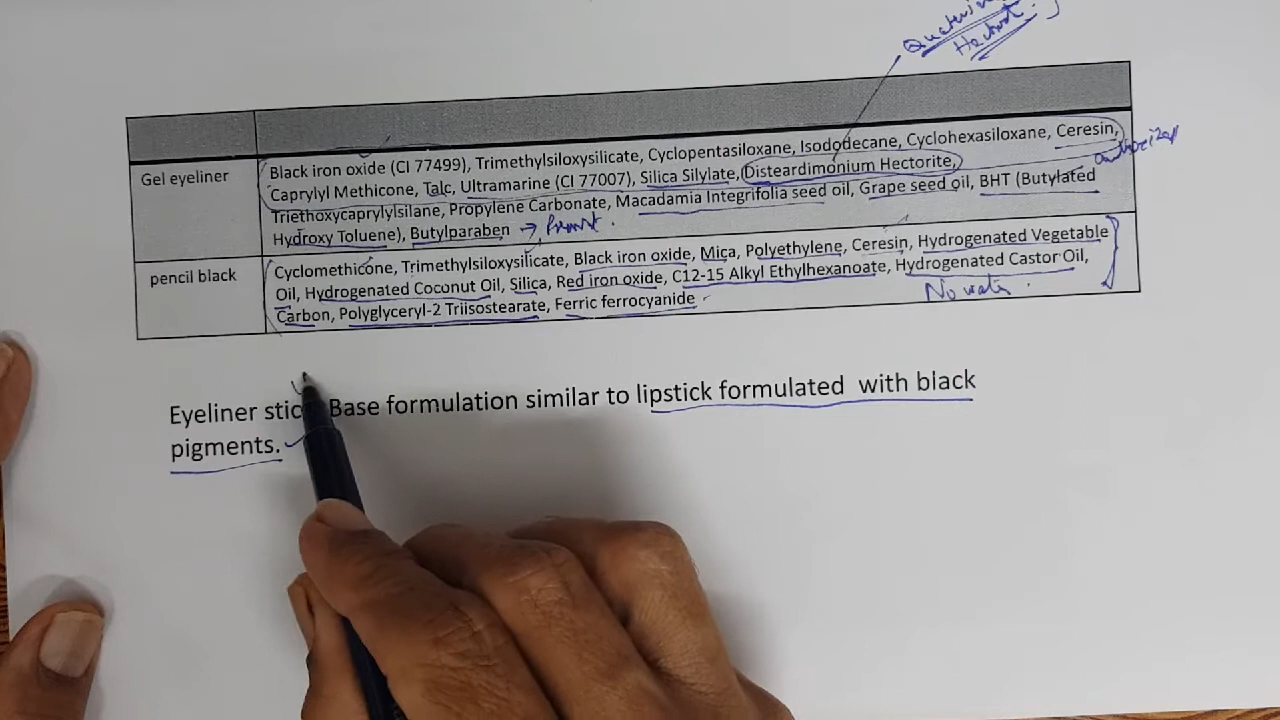 Hectorit
Gel eyeliner
Black iron oxide (CI 77499), Trimethylsiloxysilicate, Cyclopentasiloxane, Isododecane, Cyclohexasiloxane, Ceresin,
Caprylyl Methicone, Talc, Ultramarine (CI 77007), Silica Silylate, Disteardimonium Hectorite,
Triethoxycaprylylsilane, Propylene Carbonate, Macadamia Integrifolia seed oil, Grape seed oil, BHT (Butylated
Hydroxy Toluene), Butylparaben →
pencil black
Cyclomethicone, Trimethylsiloxysilicate, Black iron oxide, Mica, Polyethylene, Ceresin, Hydrogenated Vegetable
Oil, Hydrogenated Coconut Oil, Silica, Red iron oxide, C12-15 Alkyl Ethylhexanoate, Hydrogenated Castor Oil,
Carbon, Polyglyceryl-2 Triisostearate, Ferric ferrocyanide
No water
Eyeliner stic Base formulation similar to lipstick formulated with black
pigments.